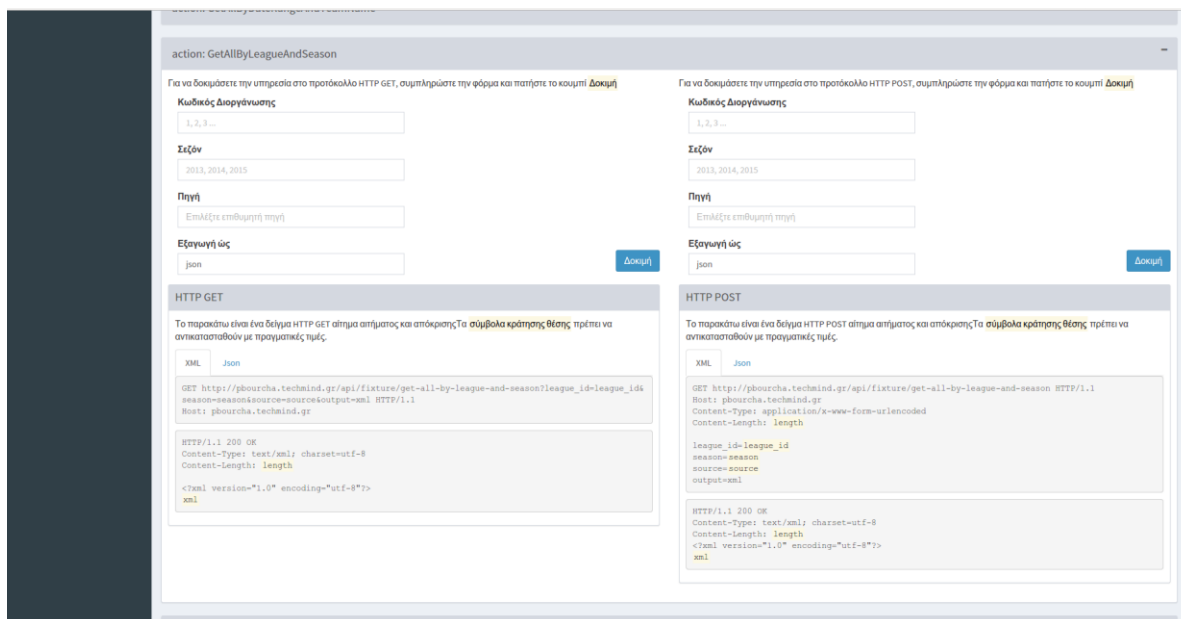 action: GetAllByLeagueAndSeason
Για να δοκιμάσετε την υπηρεσία στο προτόκολλο HTTP GET, συμπληρώστε την φόρμα και πατήστε το κουμπί Δοκιμή
Κωδικός Διοργάνωσης
1, 2, 3 ...
Σεζόν
2013, 2014, 2015
Πηγή
Επιλέξτε επιθυμητή πηγή
Εξαγωγή ώς
json
Δοκιμή
HTTP GET
Το παρακάτω είναι ένα δείγμα HTTP GET αίτημα αιτήματος και απόκρισηςΤα σύμβολα κράτησης θέσης πρέπει να
αντικατασταθούν με πραγματικές τιμές.
XML Json
GET http://pbourcha.techmind.gr/api/fixture/get-all-by-league-and-season?league_id=league_id&
season=season&source=source&output=xml HTTP/1.1
Host: pbourcha.techmind.gr
HTTP/1.1 200 OK
Content-Type: text/xml; charset=utf-8
Content-Length: length
<?xml version="1.0" encoding="utf-8"?>
xml
Για να δοκιμάσετε την υπηρεσία στο προτόκολλο HTTP POST, συμπληρώστε την φόρμα και πατήστε το κουμπί Δοκιμή
Κωδικός Διοργάνωσης
1, 2, 3 ...
Σεζόν
2013, 2014, 2015
Πηγή
Επιλέξτε επιθυμητή πηγή
Εξαγωγή ώς
json
Δοκιμή
HTTP POST
Το παρακάτω είναι ένα δείγμα HTTP POST αίτημα αιτήματος και απόκρισηςΤα σύμβολα κράτησης θέσης πρέπει να
αντικατασταθούν με πραγματικές τιμές.
XML Json
GET http://pbourcha.techmind.gr/api/fixture/get-all-by-league-and-season HTTP/1.1
Host: pbourcha.techmind.gr
Content-Type: application/x-www-form-urlencoded
Content-Length: length
league_id=league_id
season=season
source=source
output=xml
HTTP/1.1 200 OK
Content-Type: text/xml; charset=utf-8
Content-Length: length
<?xml version="1.0" encoding="utf-8"?>
xml